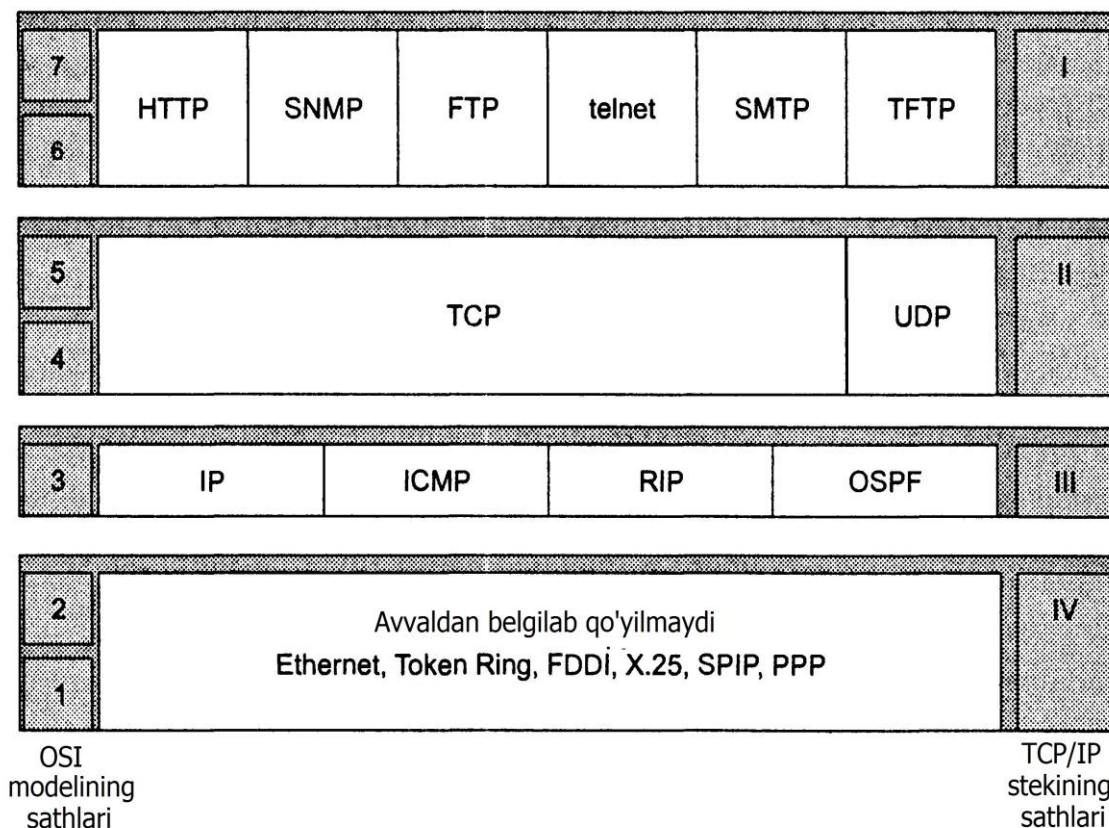 7
HTTP SNMP FTP telnet SMTP TFTP
I
6
5
TCP UDP
II
4
3 IP ICMP RIP OSPF III
2
Avvaldan belgilab qo'yilmaydi
IV
Ethernet, Token Ring, FDDI, X.25, SPIP, PPP
1
OSI
modelining
sathlari
TCP/IP
stekining
sathlari